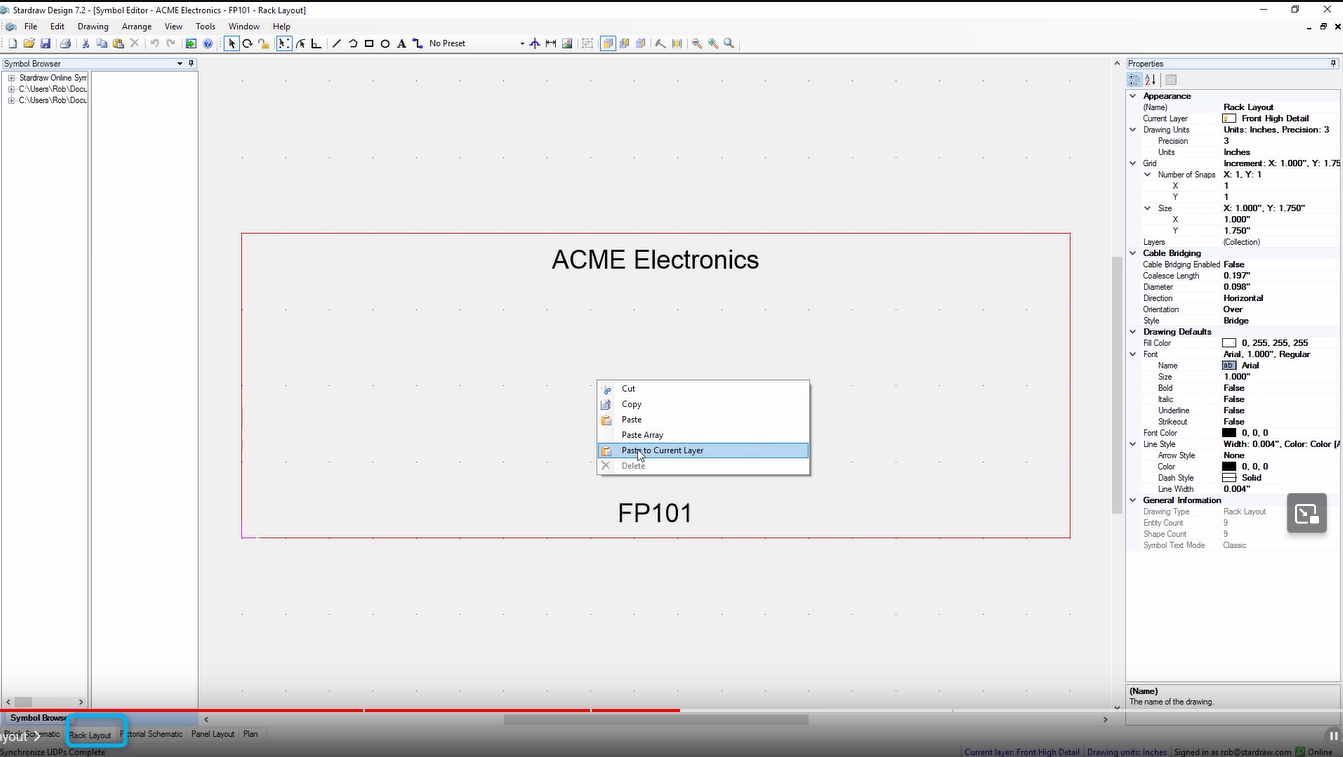 Stardraw Design 7.2 - [Symbol Editor - ACME Electronics - FP101 - Rack Layout]
File Edit Drawing Arrange View Tools Window Help
No Preset
Symbol Browser
Stardraw Online Sym
C:\Users\Rob\Docu
C:\Users\Rob\Docu
ACME Electronics
Cut
Copy
Paste
Paste Array
Paste to Current Layer
Delete
FP101
Properties
Appearance
(Name) Rack Layout
Current Layer Front High Detail
Drawing Units Units: Inches, Precision: 3
Precision 3
Units Inches
Grid Increment: X: 1.000", Y: 1.75
Number of Snaps X: 1, Y: 1
X 1
Y 1
Size X: 1.000", Y: 1.750"
X 1.000"
Y 1.750"
Layers (Collection)
Cable Bridging
Cable Bridging Enabled False
Coalesce Length 0.197"
Diameter 0.098"
Direction Horizontal
Orientation Over
Style Bridge
Drawing Defaults
Fill Color 0, 255, 255, 255
Font Arial, 1.000", Regular
Name ab Arial
Size 1.000"
Bold False
Italic False
Underline False
Strikeout False
Font Color 0, 0, 0
Line Style Width: 0.004", Color: Color [A
Arrow Style None
Color 0, 0, 0
Dash Style Solid
Line Width 0.004"
General Information
Drawing Type Rack Layout
Entity Count 9
Shape Count 9
Symbol Text Mode Classic
(Name)
The name of the drawing.
Symbol Browse
Rack Layout Pictorial Schematic Panel Layout Plan
ayout >
Synchronize UDPs Complete
Current layer: Front High Detail Drawing units: Inches Signed in as rob@stardraw.com Online